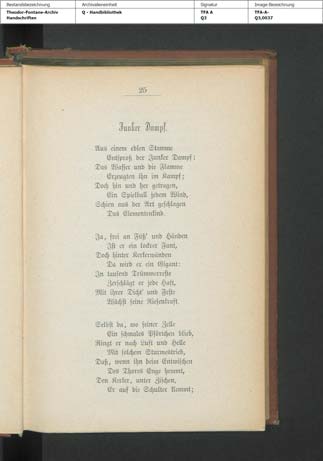 Bestandsbezeichnung Archivalieneinheit Signatur Image Bezeichnung
Theodor-Fontane-Archiv Q - Handbibliothek TFA A TFA-A-
Handschriften Q3 Q3,0037
25
Junker Dampf.
Aus einem edlen Stamme
Entsproß der Junker Dampf:
Das Wasser und die Flamme
Erzeugten ihn im Kampf;
Doch hin und her getragen,
Ein Spielball jedem Wind,
Schien aus der Art geschlagen
Das Elementenkind.
Ja, frei an Füß' und Händen
Ist er ein lockrer Fant,
Doch hinter Kerkerwänden
Da wird er ein Gigant:
In tausend Trümmerreste
Zerschlägt er jede Haft,
Mit ihrer Dicht' und Feste
Wächst seine Riesenkraft.
Selbst da, wo seiner Zelle
Ein schmales Pförtchen blieb,
Ringt er nach Luft und Helle
Mit solchem Sturmestrieb,
Daß, wenn ihn beim Entwischen
Des Thores Enge hemmt,
Den Kerker, unter Zischen,
Er auf die Schulter klemmt;